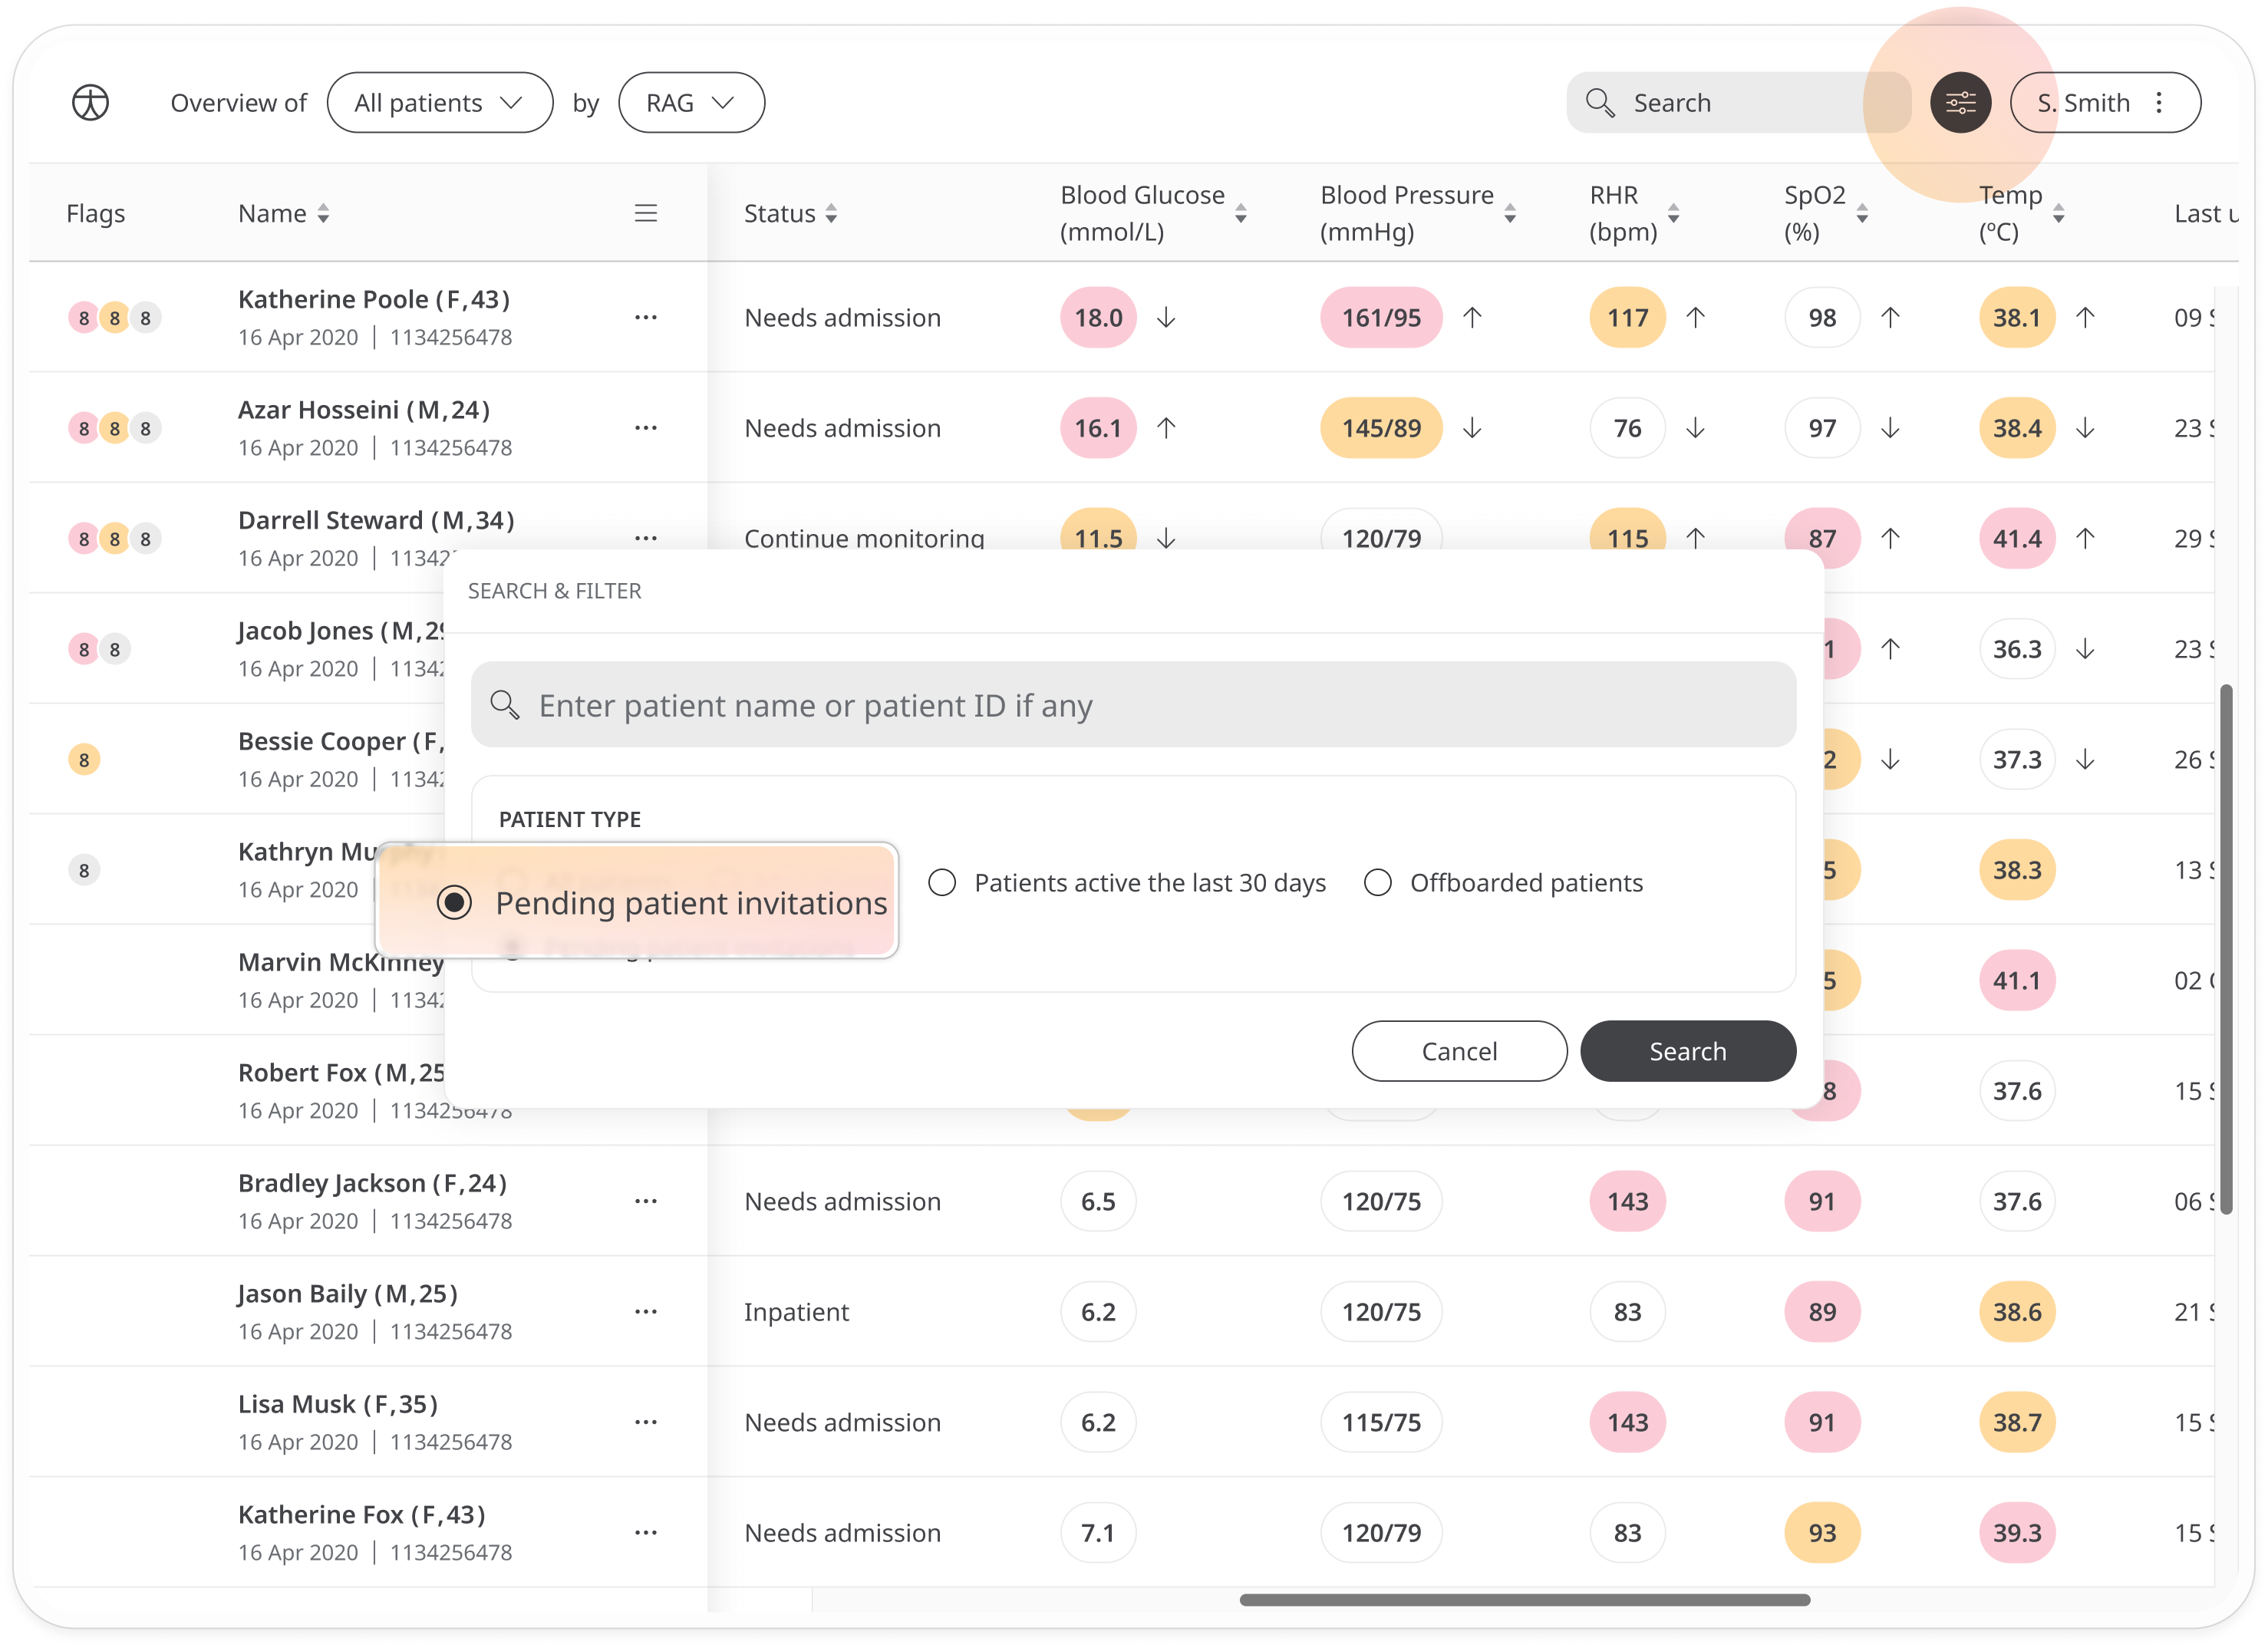 Overview of All patients by RAG Search S. Smith
Flags Name Status Blood Glucose (mmol/L) Blood Pressure (mmHg) RHR (bpm) SpO2 (%) Temp (ºC) Last
Katherine Poole (F,43)
8 8 8 Needs admission 18.0 161/95 117 98 38.1 09
16 Apr 2020 | 1134256478
Azar Hosseini (M,24)
8 8 8 Needs admission 16.1 145/89 76 97 38.4 23
16 Apr 2020 | 1134256478
Darrell Steward (M,34)
8 8 8 Continue monitoring 11.5 120/79 115 87 41.4 29
16 Apr 2020 |
SEARCH & FILTER
Jacob Jones (M,
8 8 36.3 23
16 Apr 2020 |
Enter patient name or patient ID if any
Bessie Cooper (F,
8 37.3 26
16 Apr 2020 |
PATIENT TYPE
Kathryn
8 38.3 13
16 Apr 2020 |
Pending patient invitations Patients active the last 30 days Offboarded patients
Marvin McKinney
41.1 02
16 Apr 2020 |
Cancel Search
Robert Fox (M,25
37.6 15
16 Apr 2020 | 1134256478
Bradley Jackson (F,24)
Needs admission 6.5 120/75 143 91 37.6 06
16 Apr 2020 | 1134256478
Jason Baily (M,25)
Inpatient 6.2 120/75 83 89 38.6 21
16 Apr 2020 | 1134256478
Lisa Musk (F,35)
Needs admission 6.2 115/75 143 91 38.7 15
16 Apr 2020 | 1134256478
Katherine Fox (F,43)
Needs admission 7.1 120/79 83 93 39.3 15
16 Apr 2020 | 1134256478